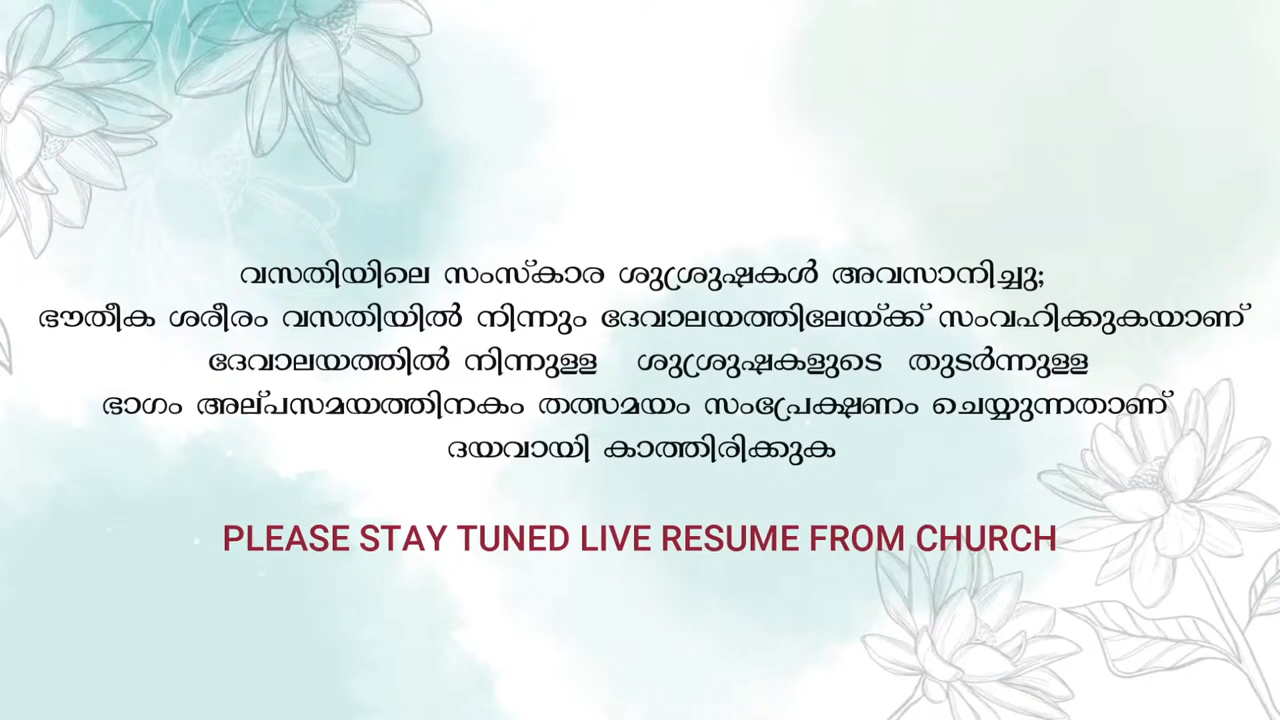 വസതിയിലെ സംസ്കാര ശുശ്രുഷകൾ അവസാനിച്ചു;
ഭൗതീക ശരീരം വസതിയിൽ നിന്നും ദേവാലയത്തിലേയ്ക്ക് സംവഹിക്കുകയാണ്
ദേവാലയത്തിൽ നിന്നുള്ള ശുശ്രുഷകളുടെ തുടർന്നുള്ള
ഭാഗം അല്പസമയത്തിനകം തത്സമയം സംപ്രേക്ഷണം ചെയ്യുന്നതാണ്
ദയവായി കാത്തിരിക്കുക
PLEASE STAY TUNED LIVE RESUME FROM CHURCH